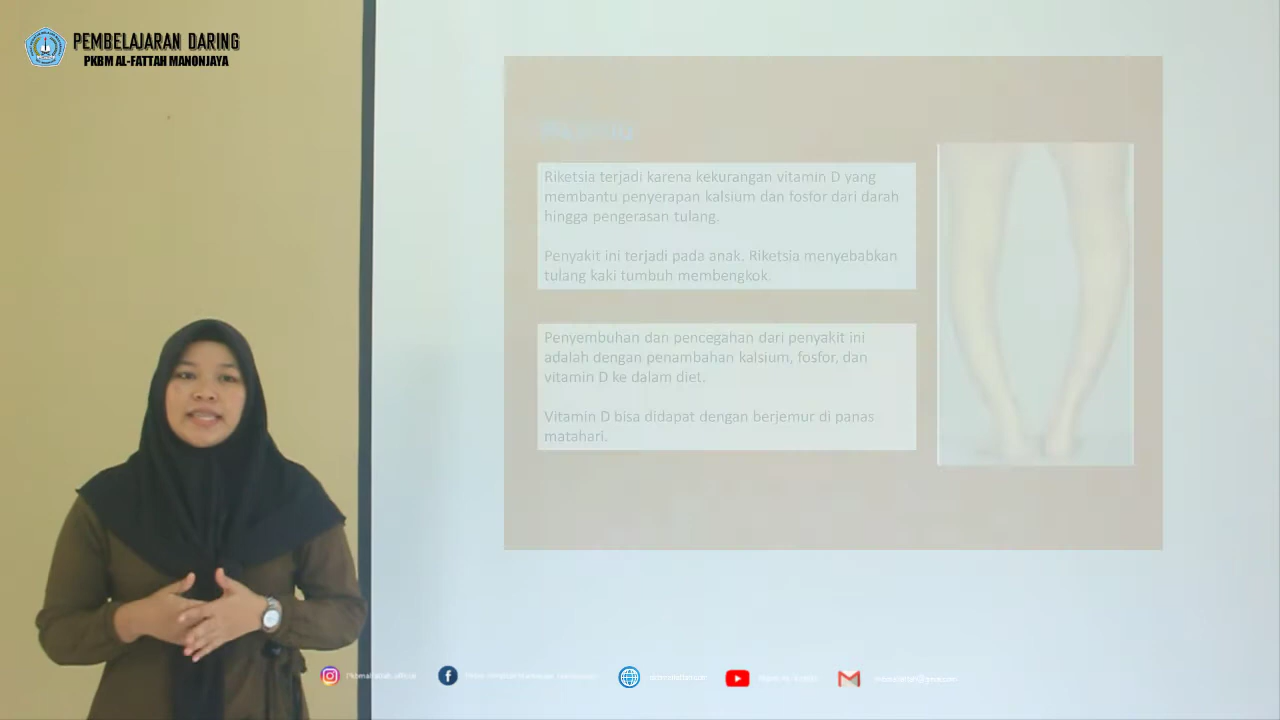 PEMBELAJARAN DARING
PKBM AL-FATTAH MANONJAYA
Riketsia terjadi karena kekurangan vitamin D yang
membantu penyerapan kalsium dan fosfor dari darah
hingga pengerasan tulang.
Penyakit ini terjadi pada anak. Riketsia menyebabkan
tulang kaki tumbuh membengkok.
Penyembuhan dan pencegahan dari penyakit ini
adalah dengan penambahan kalsium, fosfor, dan
vitamin D ke dalam diet.
Vitamin D bisa didapat dengan berjemur di panas
matahari.